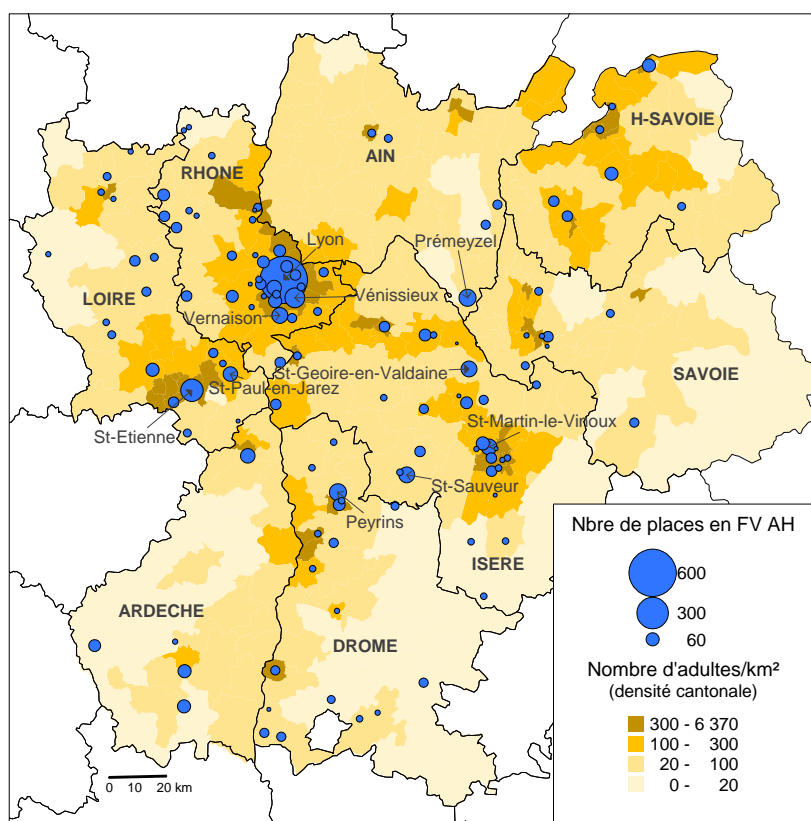 H-SAVOIE
RHONE
AIN
Lyon
Prémeyzel
Vénissieux
LOIRE
Vernaison
St-Geoire-en-Valdaine
SAVOIE
St-Paul-en-Jarez
St-Etienne
St-Martin-le-Vinoux
St-Sauveur
Peyrins
ISERE
ARDECHE
DROME
0 10 20 km
Nbre de places en FV AH
600
300
60
Nombre d'adultes/km²
(densité cantonale)
300 - 6 370
100 - 300
20 - 100
0 - 20